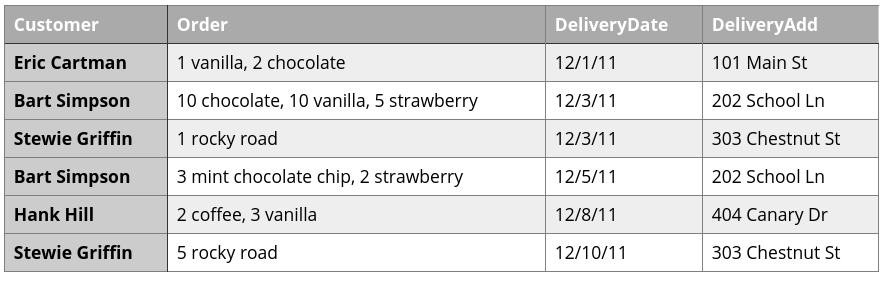 Customer Order DeliveryDate DeliveryAdd
Eric Cartman 1 vanilla, 2 chocolate 12/1/11 101 Main St
Bart Simpson 10 chocolate, 10 vanilla, 5 strawberry 12/3/11 202 School Ln
Stewie Griffin 1 rocky road 12/3/11 303 Chestnut St
Bart Simpson 3 mint chocolate chip, 2 strawberry 12/5/11 202 School Ln
Hank Hill 2 coffee, 3 vanilla 12/8/11 404 Canary Dr
Stewie Griffin 5 rocky road 12/10/11 303 Chestnut St